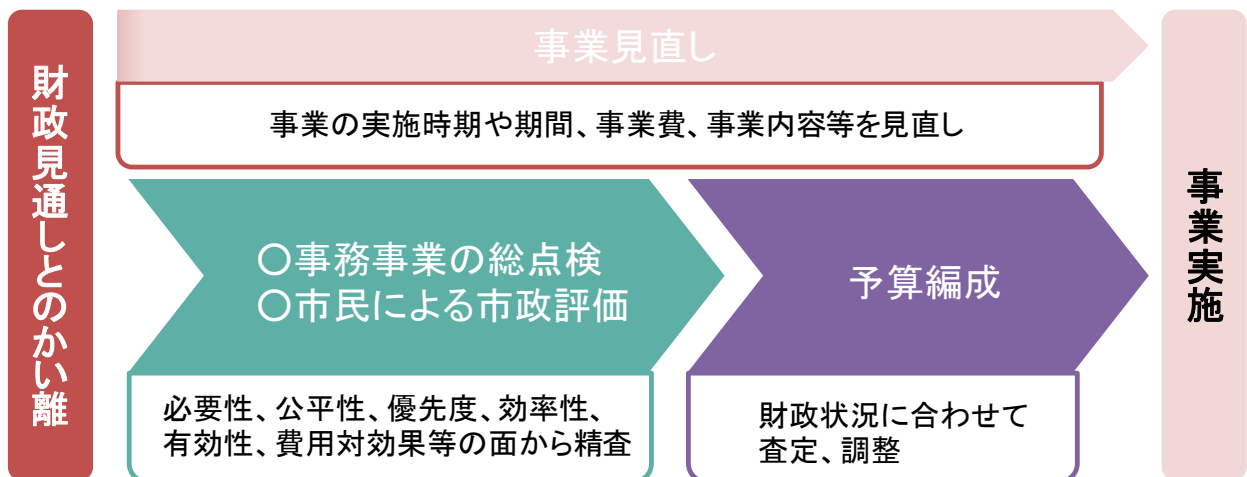 財政見通しとのかい離
事業見直し
事業の実施時期や期間、事業費、事業内容等を見直し
○事務事業の総点検
○市民による市政評価
必要性、公平性、優先度、効率性、
有効性、費用対効果等の面から精査
予算編成
財政状況に合わせて
査定、調整
事業実施